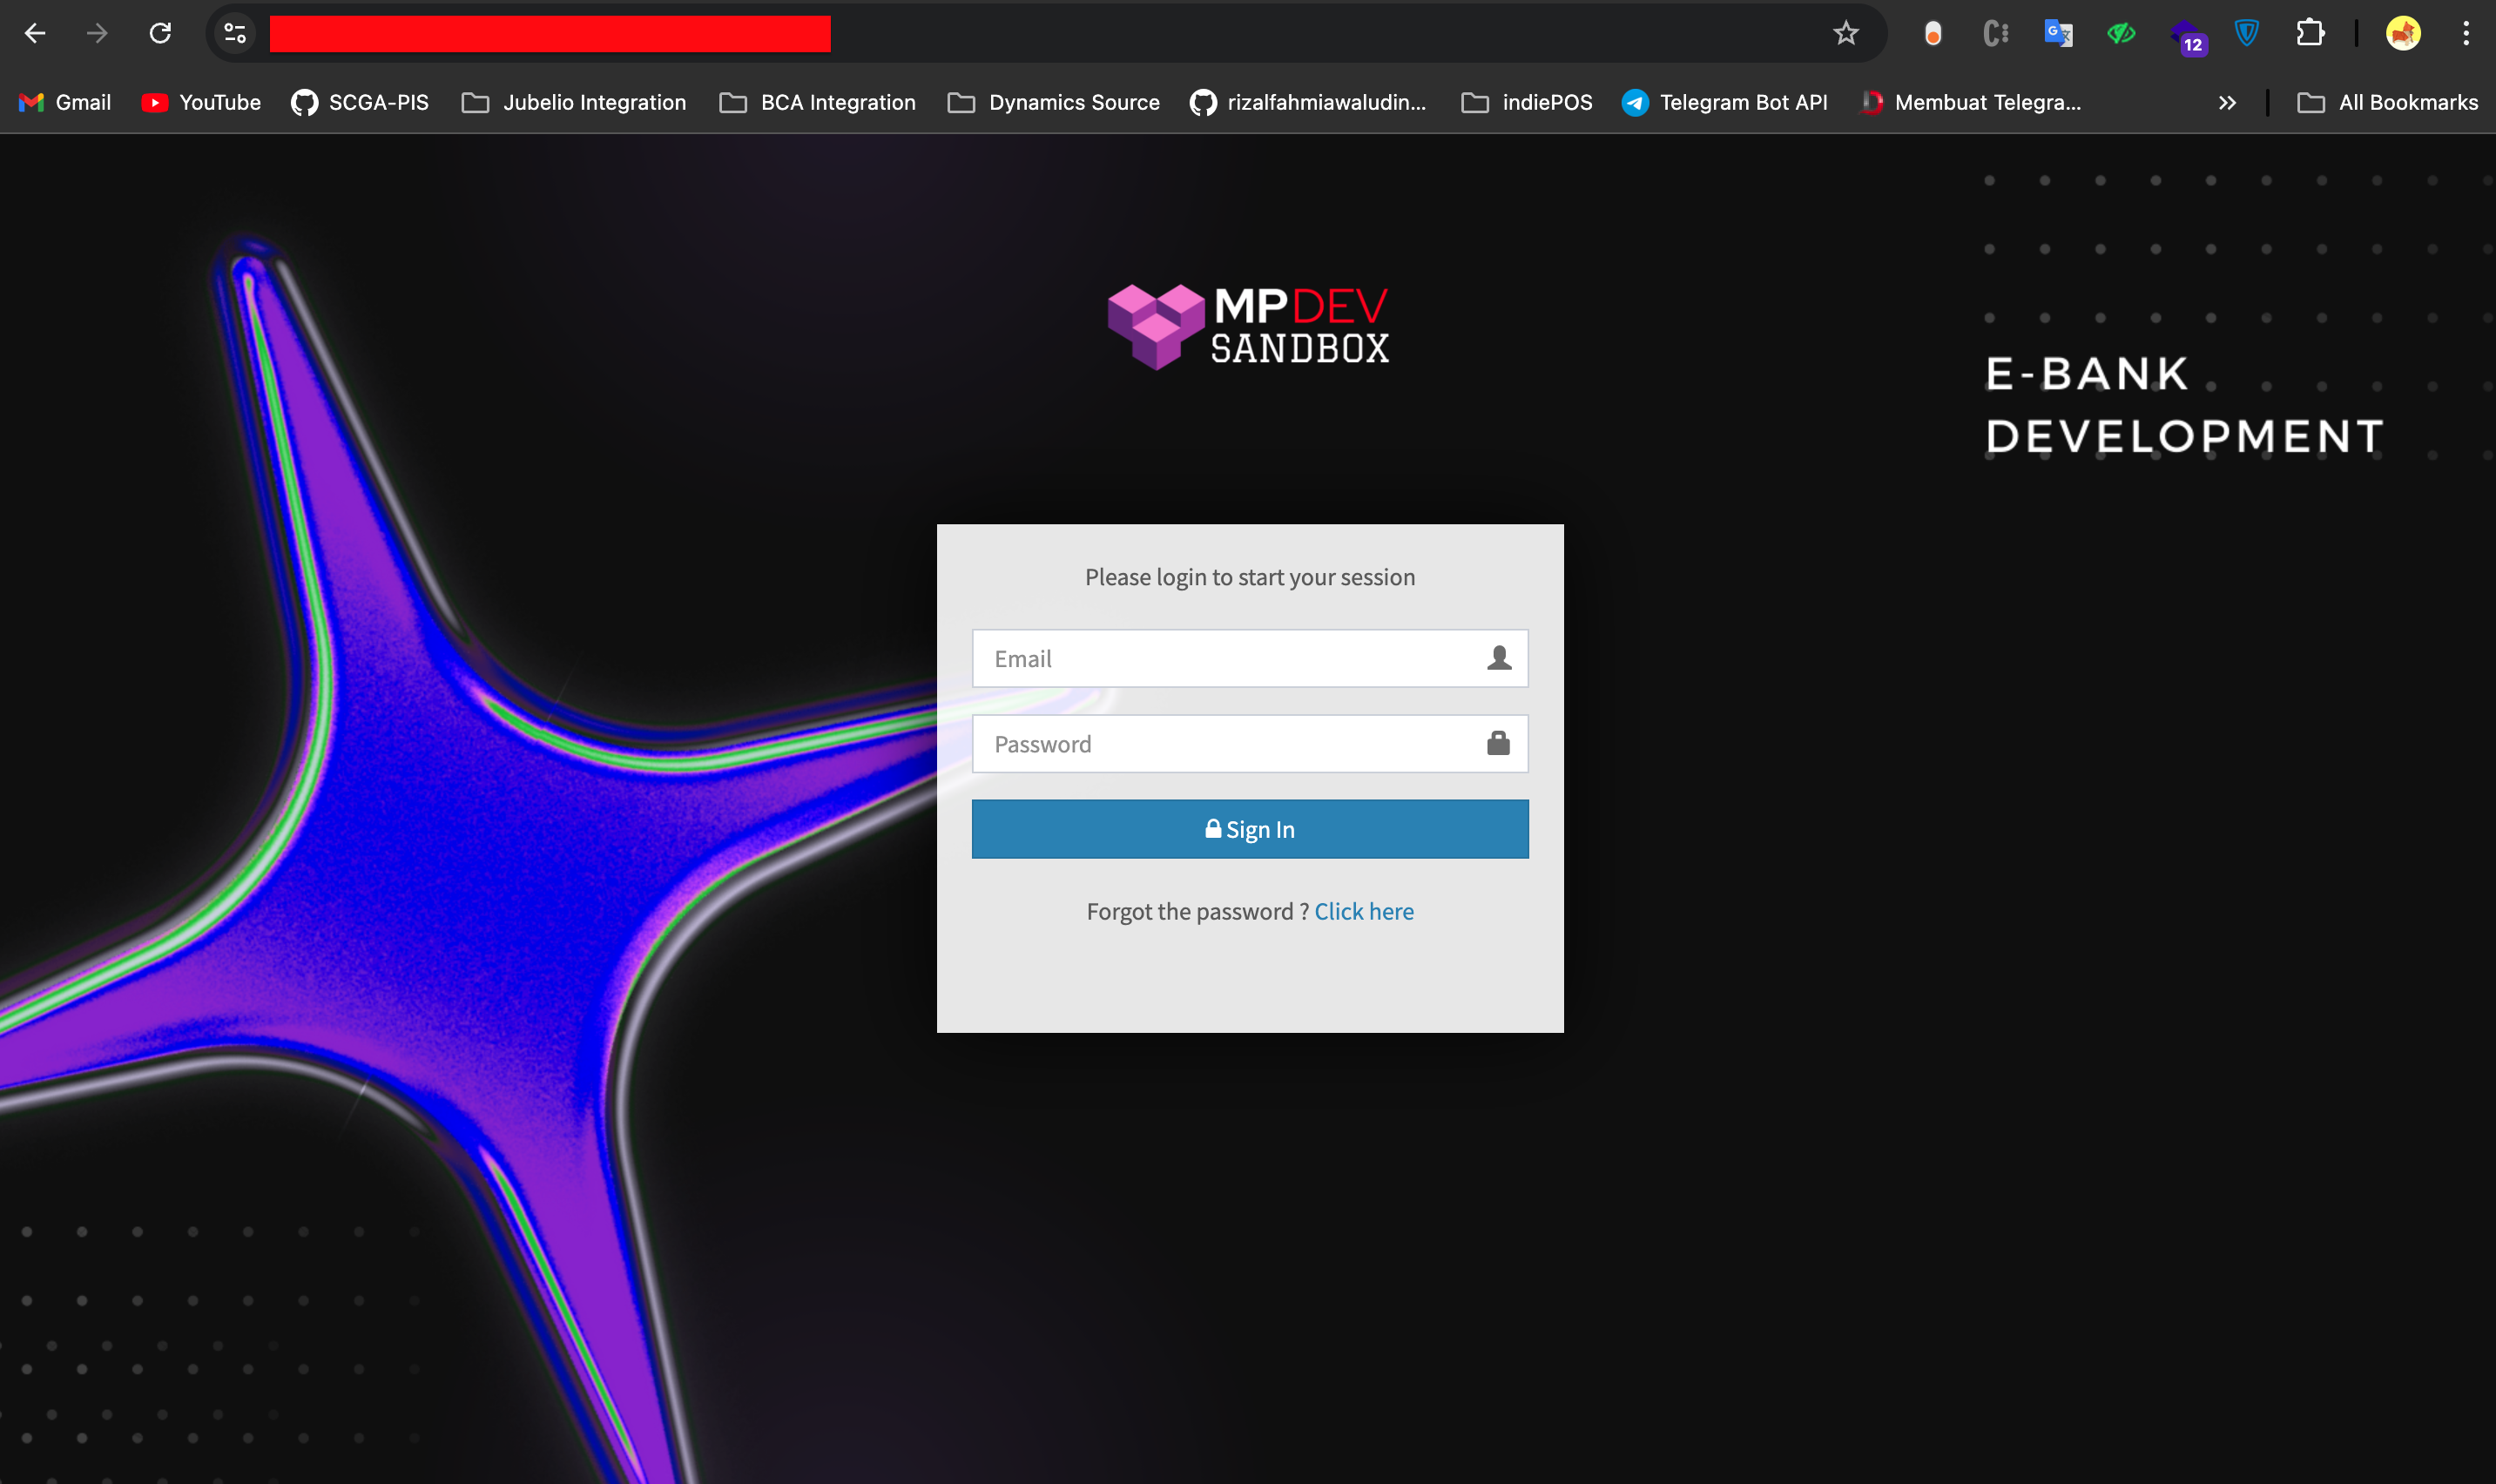 12
Gmail YouTube SCGA-PIS Jubelio Integration BCA Integration Dynamics Source rizalfahmiawaludin... indiePOS Telegram Bot API Membuat Telegra... » All Bookmarks
MPDEV
SANDBOX
E-BANK
DEVELOPMENT
Please login to start your session
Email
Password
Sign In
Forgot the password ? Click here